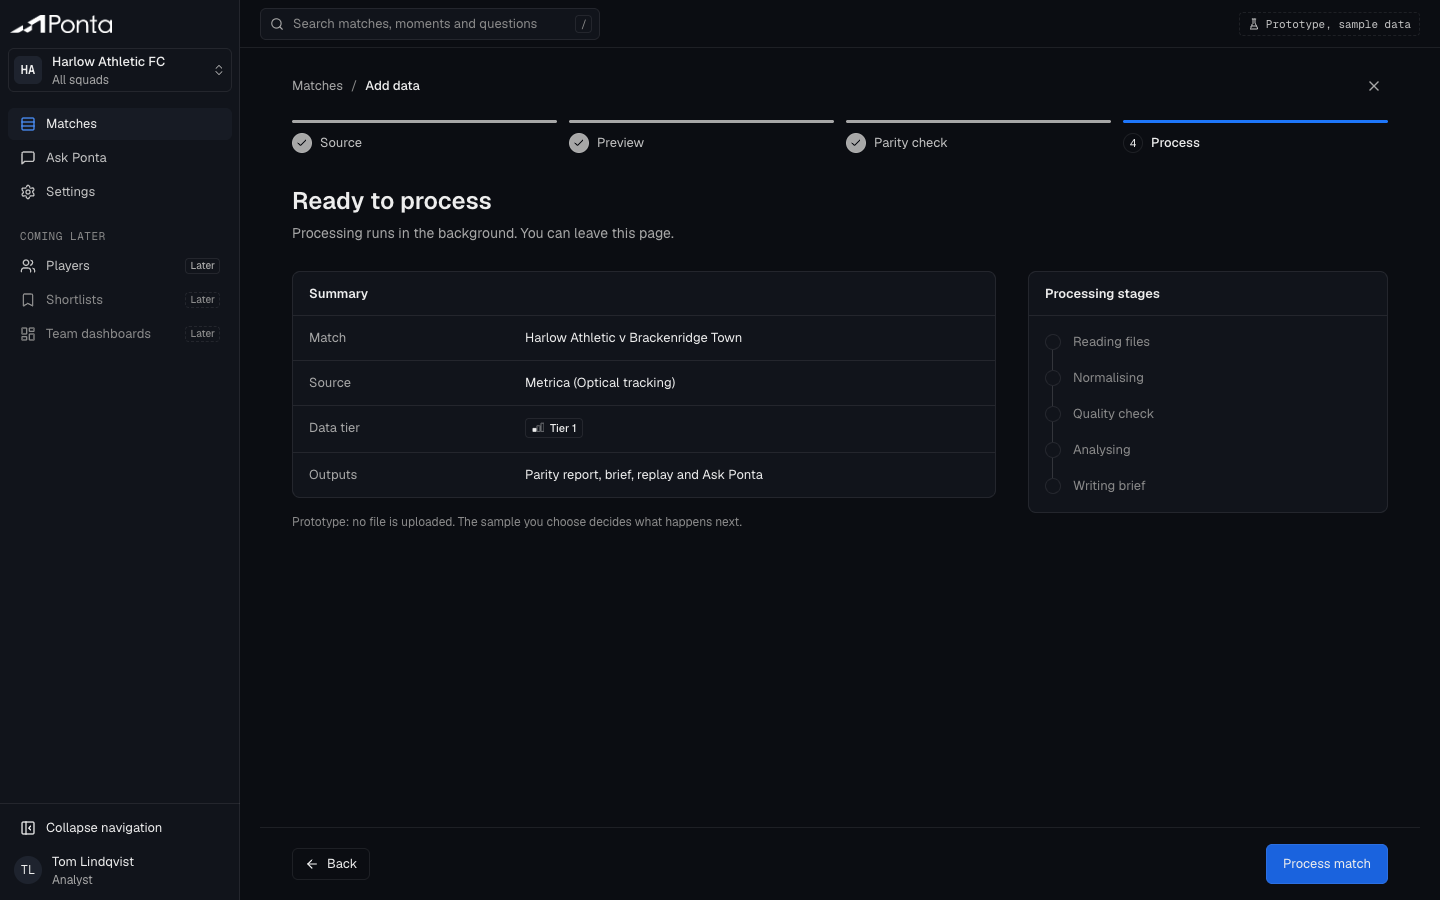 Ponta
Search matches, moments and questions
/
Prototype, sample data
HA
Harlow Athletic FC
All squads
Matches
Ask Ponta
Settings
COMING LATER
Players
Later
Shortlists
Later
Team dashboards
Later
Collapse navigation
TL
Tom Lindqvist
Analyst
Matches / Add data
Source
Preview
Parity check
4 Process
Ready to process
Processing runs in the background. You can leave this page.
Summary
Match Harlow Athletic v Brackenridge Town
Source Metrica (Optical tracking)
Data tier Tier 1
Outputs Parity report, brief, replay and Ask Ponta
Prototype: no file is uploaded. The sample you choose decides what happens next.
Processing stages
Reading files
Normalising
Quality check
Analysing
Writing brief
Back
Process match